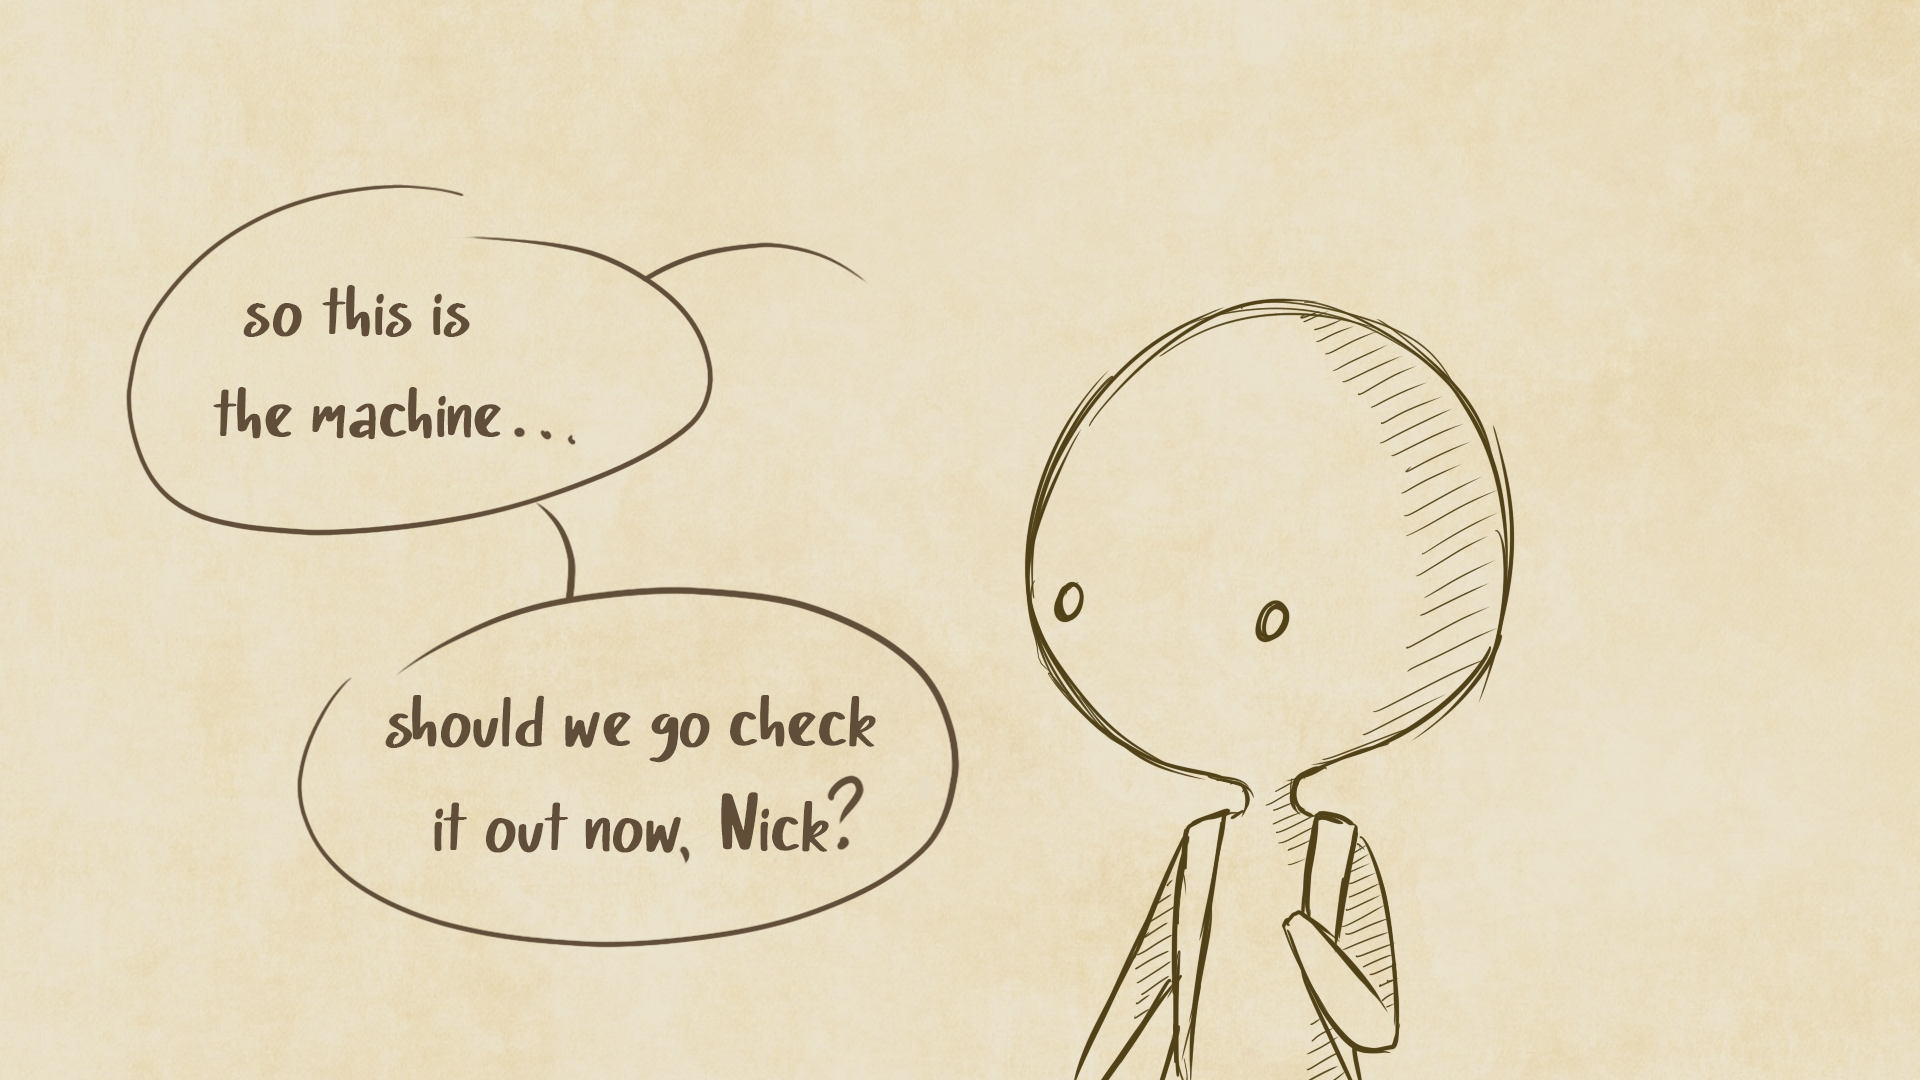 so this is
the machine...
should we go check
it out now, Nick?